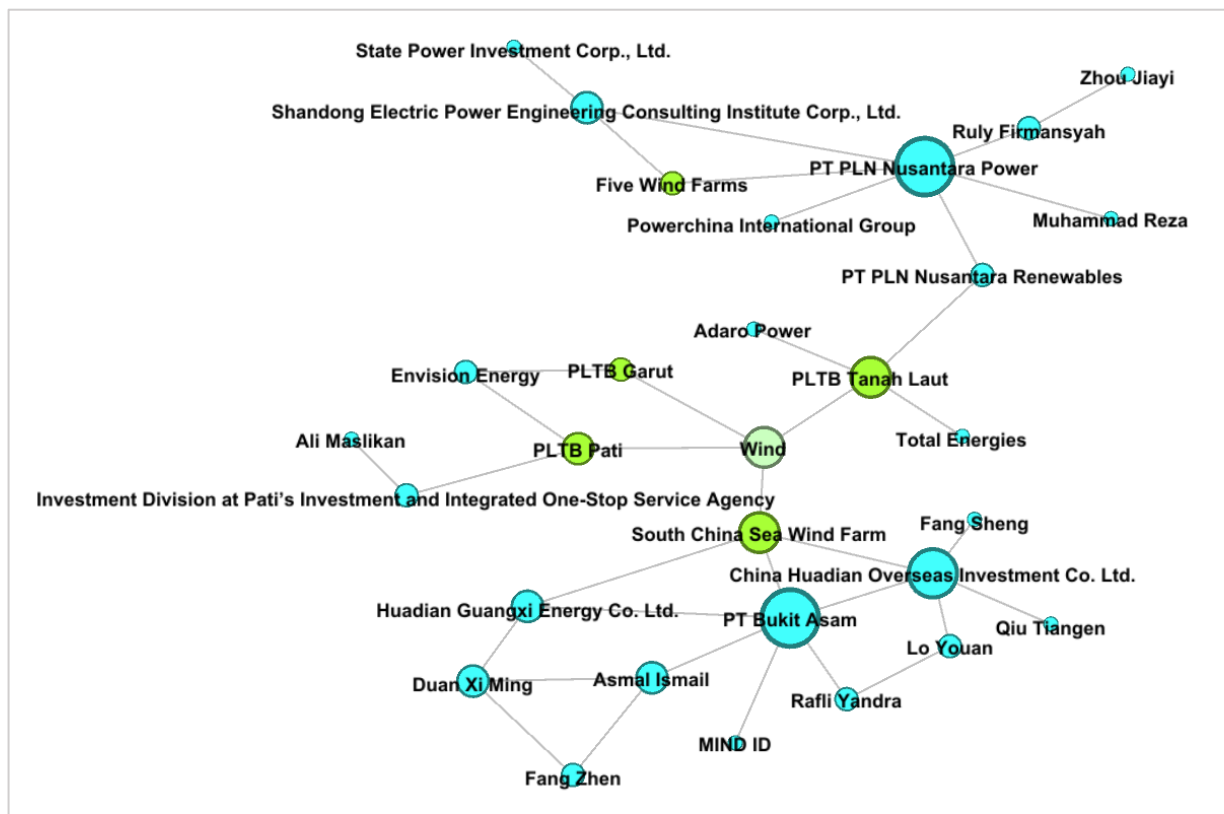 State Power Investment Corp., Ltd.
Zhou Jiayi
Shandong Electric Power Engineering Consulting Institute Corp., Ltd.
Ruly Firmansyah
PT PLN Nusantara Power
Five Wind Farms
Powerchina International Group
Muhammad Reza
PT PLN Nusantara Renewables
Adaro Power
Envision Energy
PLTB Garut
PLTB Tanah Laut
Ali Maslikan
PLTB Pati
Wind
Total Energies
Investment Division at Pati’s Investment and Integrated One-Stop Service Agency
South China Sea Wind Farm
Fang Sheng
China Huadian Overseas Investment Co. Ltd.
Huadian Guangxi Energy Co. Ltd.
PT Bukit Asam
Qiu Tiangen
Lo Youan
Duan Xi Ming
Asmal Ismail
Rafli Yandra
MIND ID
Fang Zhen